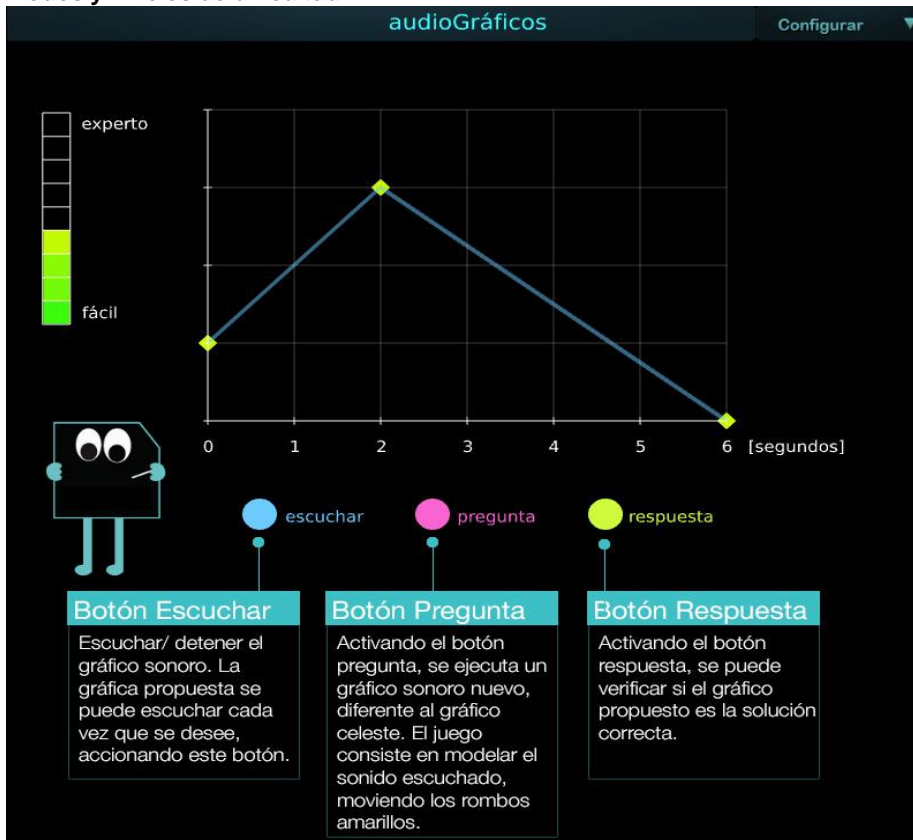 audioGráficos
Configurar
experto
fácil
0 1 2 3 4 5 6 [segundos]
escuchar pregunta respuesta
Botón Escuchar
Escuchar/ detener el
gráfico sonoro. La
gráfica propuesta se
puede escuchar cada
vez que se desee,
accionando este botón.
Botón Pregunta
Activando el botón
pregunta, se ejecuta un
gráfico sonoro nuevo,
diferente al gráfico
celeste. El juego
consiste en modelar el
sonido escuchado,
moviendo los rombos
amarillos.
Botón Respuesta
Activando el botón
respuesta, se puede
verificar si el gráfico
propuesto es la solución
correcta.